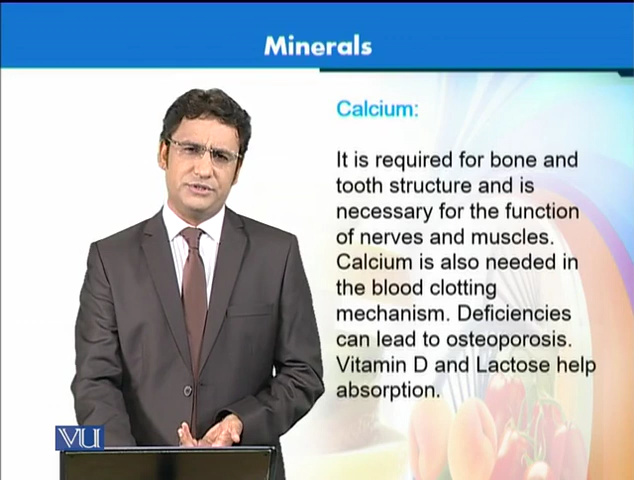 Minerals
Calcium:
It is required for bone and
tooth structure and is
necessary for the function
of nerves and muscles.
Calcium is also needed in
the blood clotting
mechanism. Deficiencies
can lead to osteoporosis.
Vitamin D and Lactose help
absorption.
VU